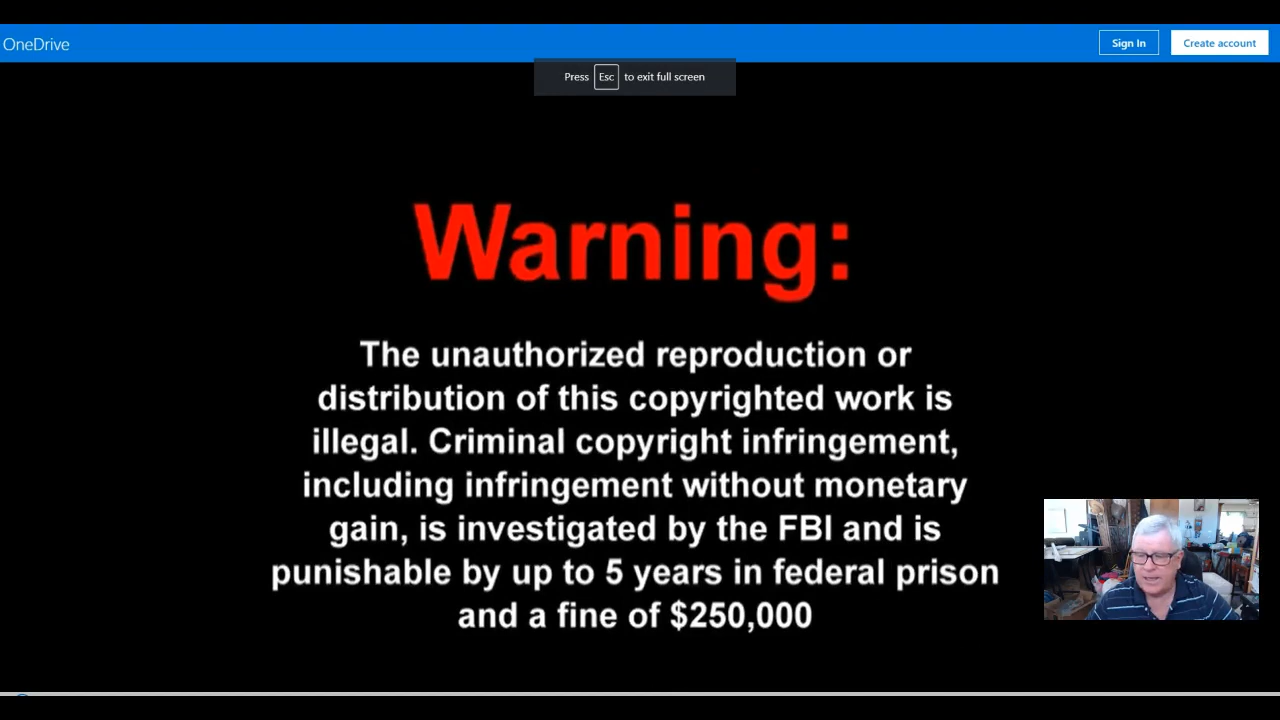 OneDrive
Sign In
Create account
Press Esc to exit full screen
Warning:
The unauthorized reproduction or
distribution of this copyrighted work is
illegal. Criminal copyright infringement,
including infringement without monetary
gain, is investigated by the FBI and is
punishable by up to 5 years in federal prison
and a fine of $250,000